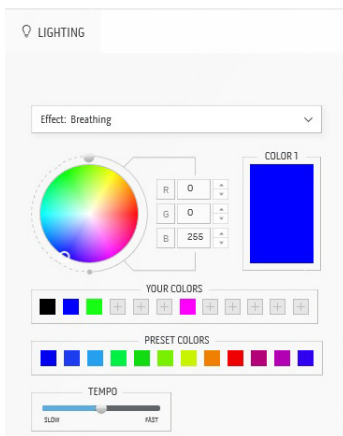 LIGHTING
Effect: Breathing
COLOR 1
R 0
G 0
B 255
YOUR COLORS
PRESET COLORS
TEMPO
SLOW FAST